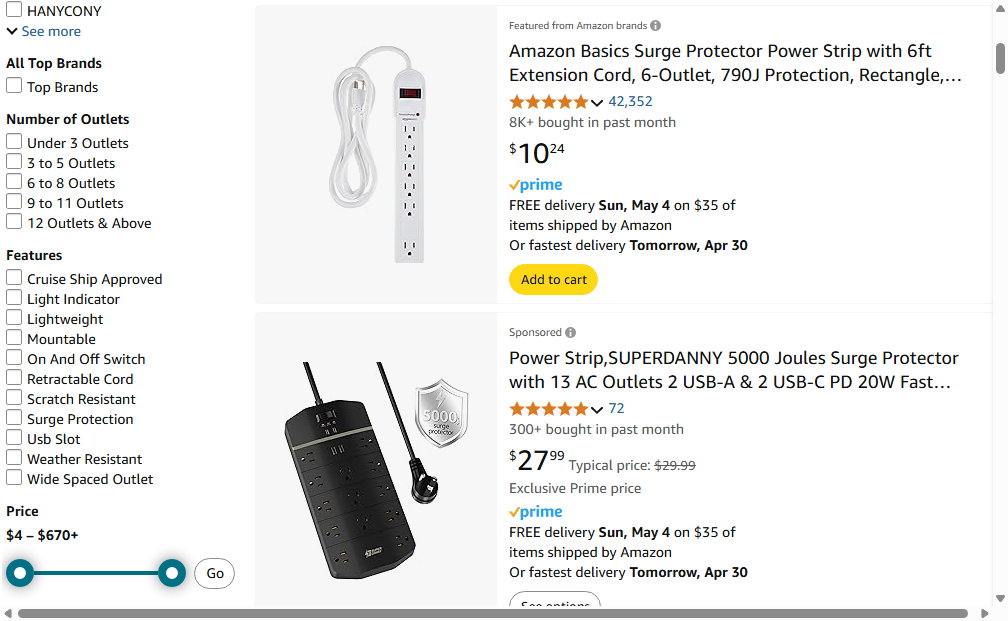 HANYCONY
See more
All Top Brands
Top Brands
Number of Outlets
Under 3 Outlets
3 to 5 Outlets
6 to 8 Outlets
9 to 11 Outlets
12 Outlets & Above
Features
Cruise Ship Approved
Light Indicator
Lightweight
Mountable
On And Off Switch
Retractable Cord
Scratch Resistant
Surge Protection
Usb Slot
Weather Resistant
Wide Spaced Outlet
Price
$4 – $670+
Go
Featured from Amazon brands
Amazon Basics Surge Protector Power Strip with 6ft
Extension Cord, 6-Outlet, 790J Protection, Rectangle,…
42,352
8K+ bought in past month
$10 24
prime
FREE delivery Sun, May 4 on $35 of
items shipped by Amazon
Or fastest delivery Tomorrow, Apr 30
Add to cart
5000J
surge
protector
Sponsored
Power Strip,SUPERDANNY 5000 Joules Surge Protector
with 13 AC Outlets 2 USB-A & 2 USB-C PD 20W Fast…
72
300+ bought in past month
$27 99 Typical price: $29.99
Exclusive Prime price
prime
FREE delivery Sun, May 4 on $35 of
items shipped by Amazon
Or fastest delivery Tomorrow, Apr 30
See options